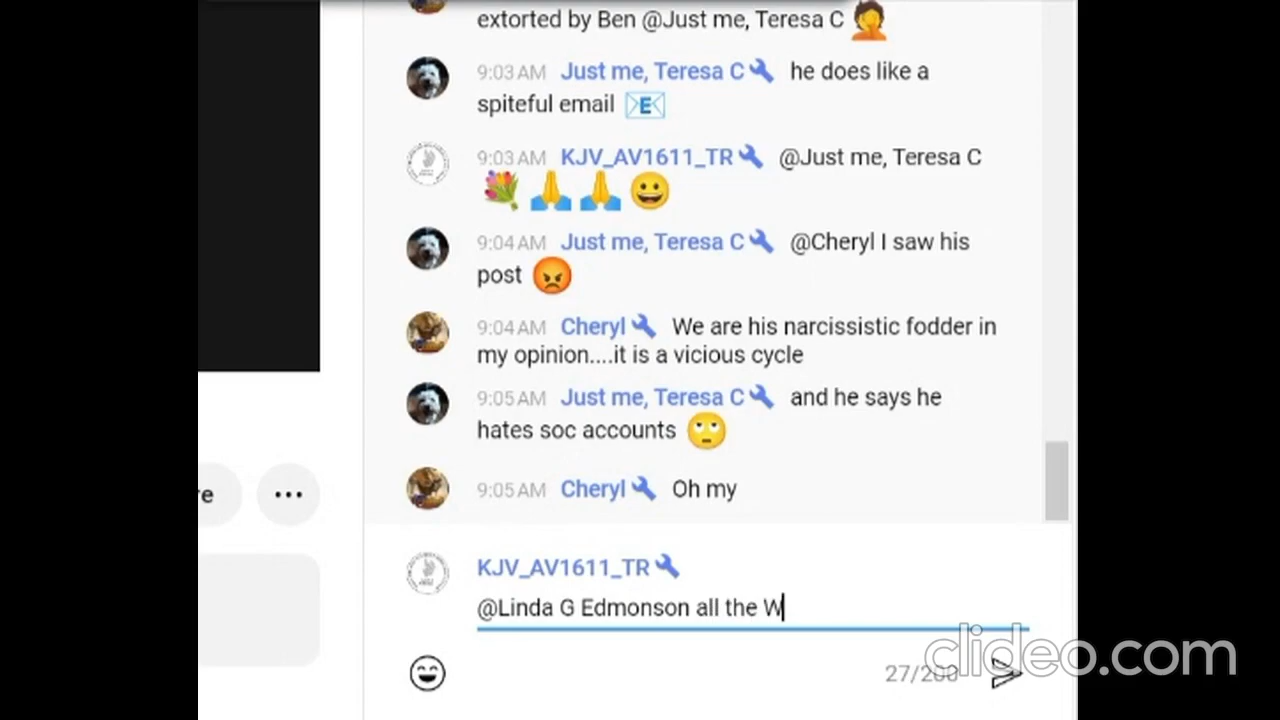 extorted by Ben @Just me, Teresa C 🤦
9:03 AM Just me, Teresa C he does like a
spiteful email 📧
9:03 AM KJV_AV1611_TR @Just me, Teresa C
💐🙏🙏😀
9:04 AM Just me, Teresa C @Cheryl I saw his
post 😡
9:04 AM Cheryl We are his narcissistic fodder in
my opinion....it is a vicious cycle
9:05 AM Just me, Teresa C and he says he
hates soc accounts 🙄
re
9:05 AM Cheryl Oh my
KJV_AV1611_TR
@Linda G Edmonson all the W
27/200
clideo.com